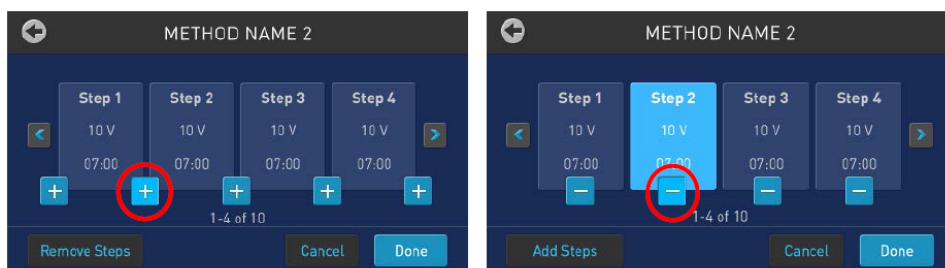 METHOD NAME 2
Step 1 Step 2 Step 3 Step 4
10 V 10 V 10 V 10 V
07:00 07:00 07:00 07:00
+ + + + +
1-4 of 10
Remove Steps Cancel Done
METHOD NAME 2
Step 1 Step 2 Step 3 Step 4
10 V 10 V 10 V 10 V
07:00 07:00 07:00 07:00
− − − −
1-4 of 10
Add Steps Cancel Done